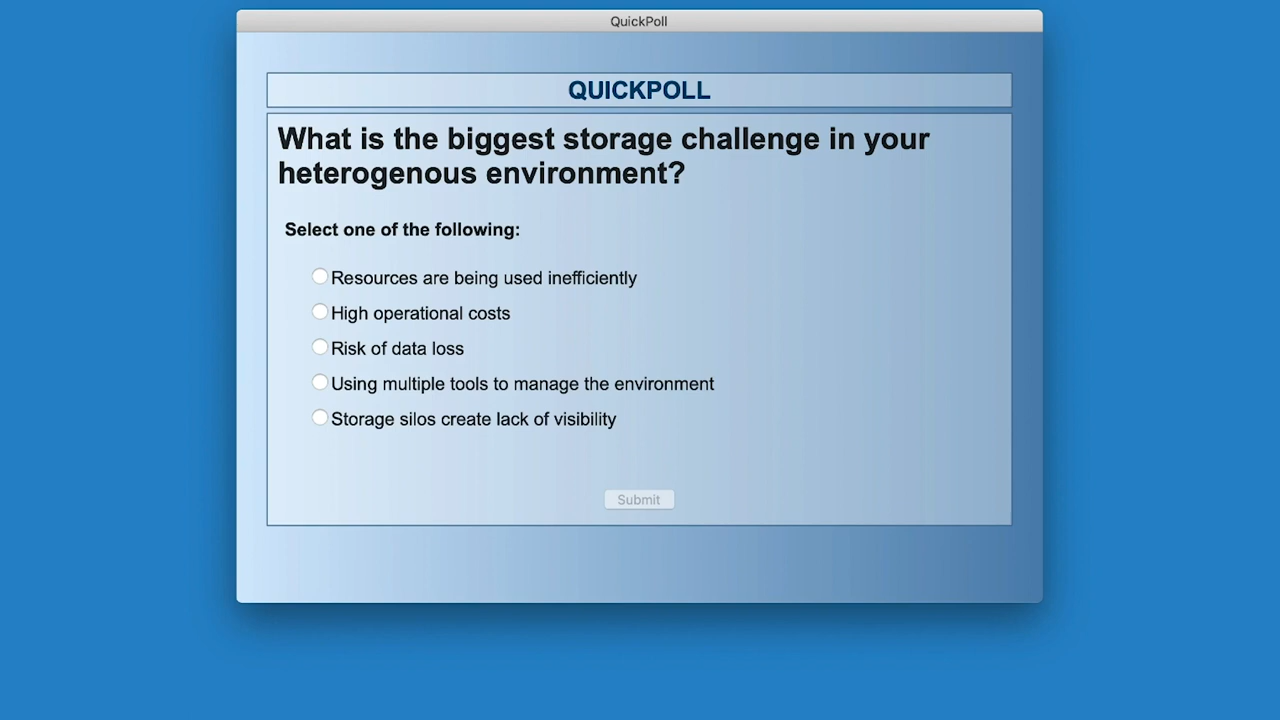 QuickPoll
QUICKPOLL
What is the biggest storage challenge in your
heterogenous environment?
Select one of the following:
Resources are being used inefficiently
High operational costs
Risk of data loss
Using multiple tools to manage the environment
Storage silos create lack of visibility
Submit